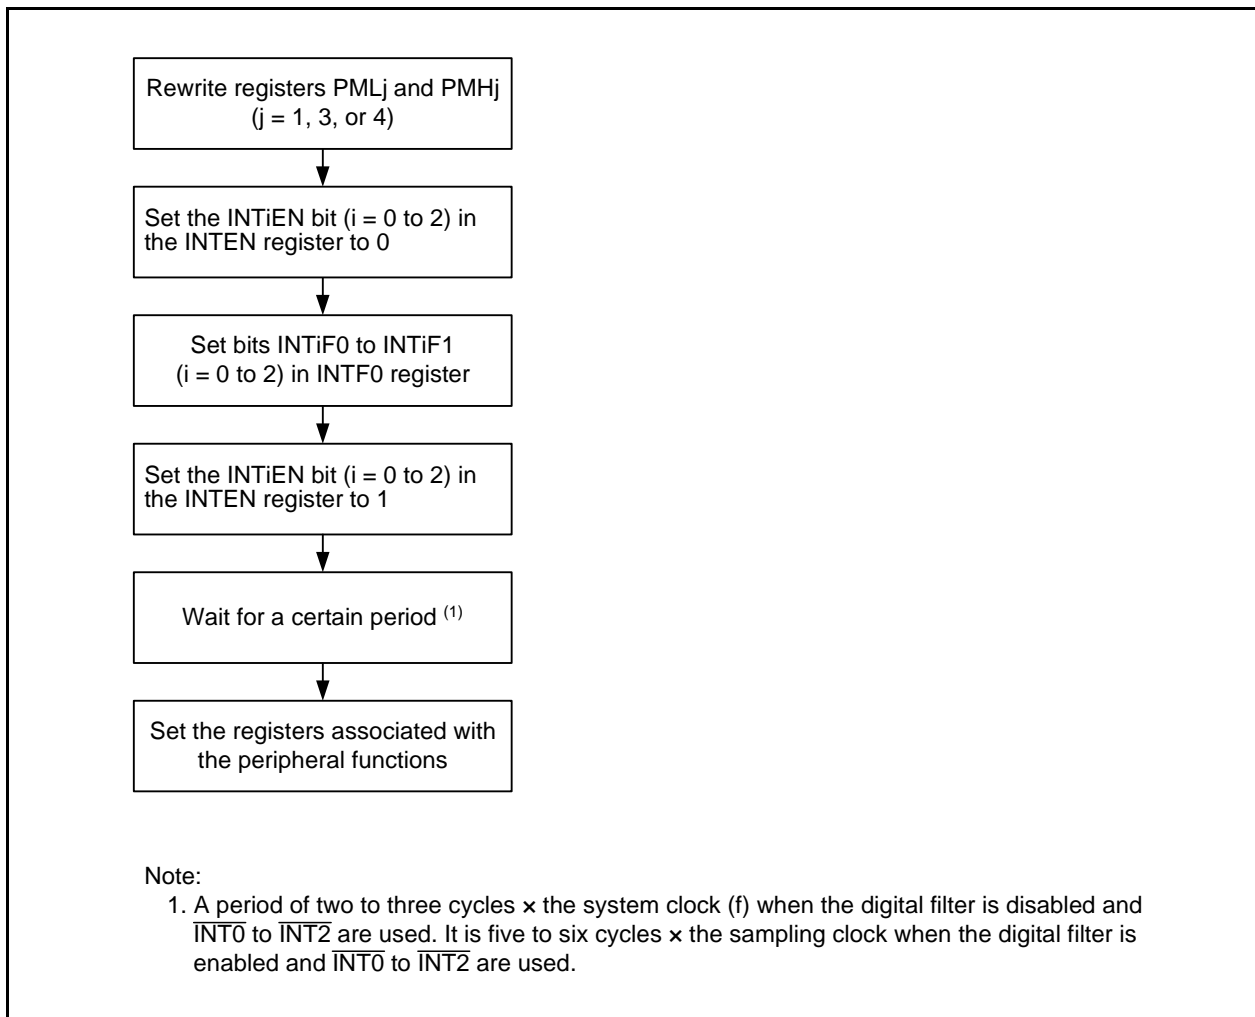 Rewrite registers PMLj and PMHj
(j = 1, 3, or 4)
Set the INTiEN bit (i = 0 to 2) in
the INTEN register to 0
Set bits INTiF0 to INTiF1
(i = 0 to 2) in INTF0 register
Set the INTiEN bit (i = 0 to 2) in
the INTEN register to 1
Wait for a certain period (1)
Set the registers associated with
the peripheral functions
Note:
1. A period of two to three cycles × the system clock (f) when the digital filter is disabled and
I̅N̅T̅0̅ to I̅N̅T̅2̅ are used. It is five to six cycles × the sampling clock when the digital filter is
enabled and I̅N̅T̅0̅ to I̅N̅T̅2̅ are used.